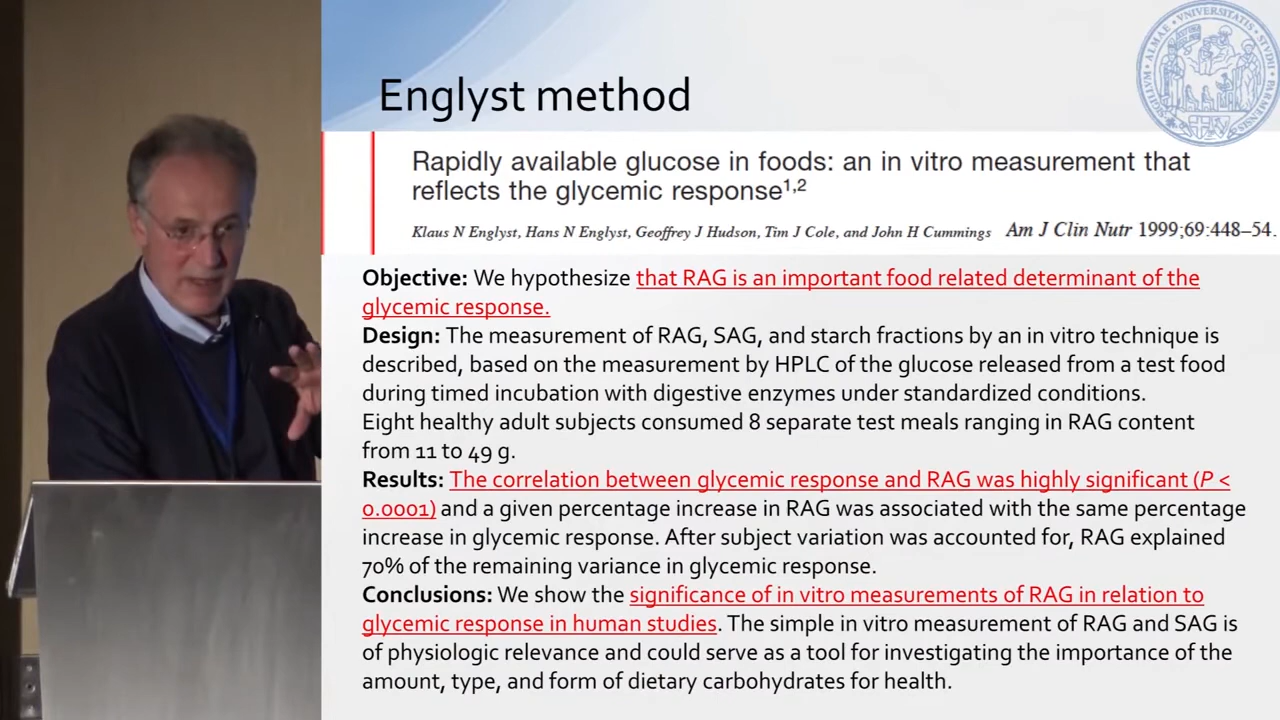 Englyst method
Rapidly available glucose in foods: an in vitro measurement that
reflects the glycemic response1,2
Klaus N Englyst, Hans N Englyst, Geoffrey J Hudson, Tim J Cole, and John H Cummings Am J Clin Nutr 1999;69:448–54.
Objective: We hypothesize that RAG is an important food related determinant of the
glycemic response.
Design: The measurement of RAG, SAG, and starch fractions by an in vitro technique is
described, based on the measurement by HPLC of the glucose released from a test food
during timed incubation with digestive enzymes under standardized conditions.
Eight healthy adult subjects consumed 8 separate test meals ranging in RAG content
from 11 to 49 g.
Results: The correlation between glycemic response and RAG was highly significant (P <
0.0001) and a given percentage increase in RAG was associated with the same percentage
increase in glycemic response. After subject variation was accounted for, RAG explained
70% of the remaining variance in glycemic response.
Conclusions: We show the significance of in vitro measurements of RAG in relation to
glycemic response in human studies. The simple in vitro measurement of RAG and SAG is
of physiologic relevance and could serve as a tool for investigating the importance of the
amount, type, and form of dietary carbohydrates for health.
SIGILLVM ALMAE VNIVERSITATIS STVDII PARMENSIS